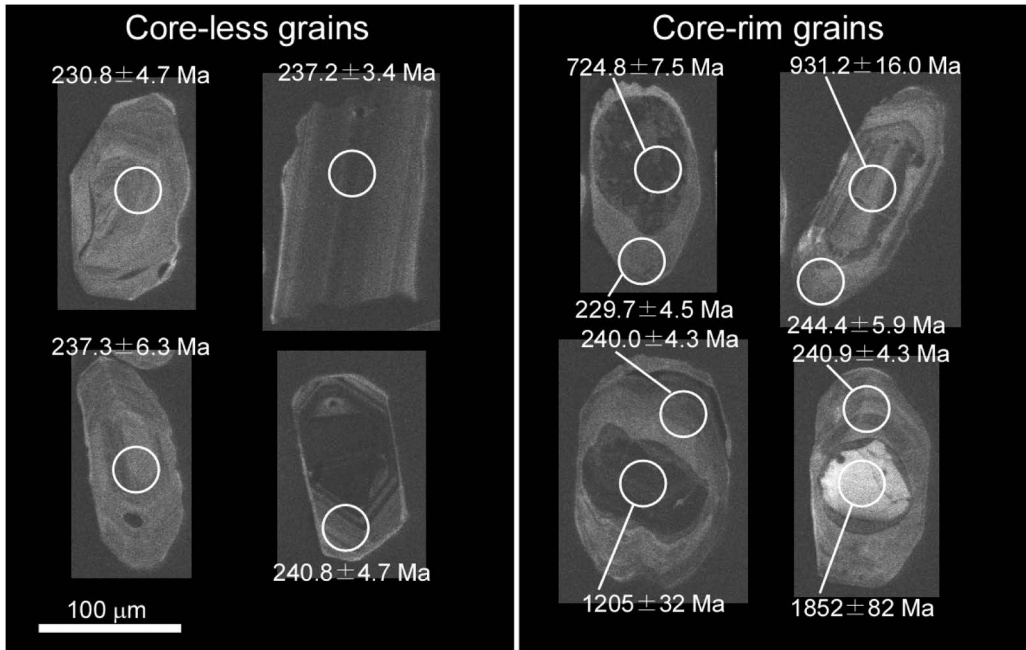 Core-less grains
230.8±4.7 Ma
237.2±3.4 Ma
237.3±6.3 Ma
240.8±4.7 Ma
100 μm
Core-rim grains
724.8±7.5 Ma
931.2±16.0 Ma
229.7±4.5 Ma
244.4±5.9 Ma
240.0±4.3 Ma
240.9±4.3 Ma
1205±32 Ma
1852±82 Ma